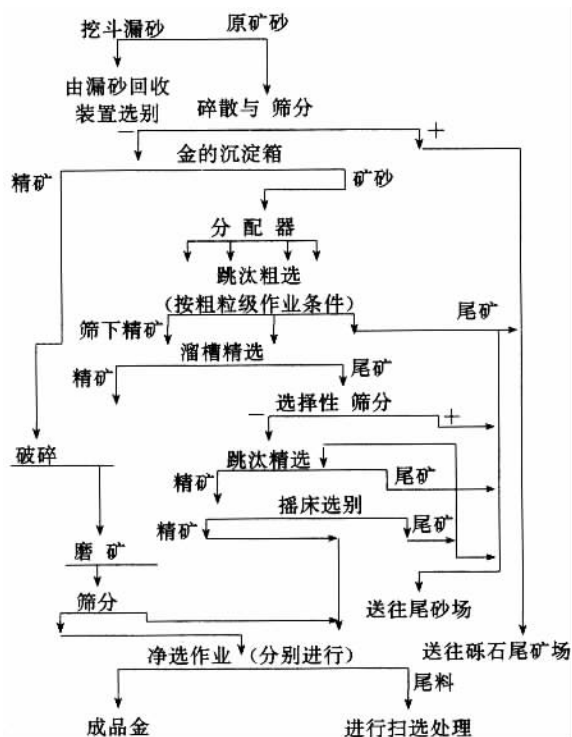 挖斗漏砂 原矿砂
由漏砂回收
装置选别
碎散与 筛分
− +
金的沉淀箱
精矿 矿砂
分 配 器
跳汰粗选
(按粗粒级作业条件)
筛下精矿 尾矿
溜槽精选
精矿 尾矿
选择性 筛分
− +
破碎
跳汰精选
精矿 尾矿
摇床选别
精矿 尾矿
磨 矿
筛分
送往尾砂场
送往砾石尾矿场
净选作业 (分别进行)
尾料
成品金 进行扫选处理